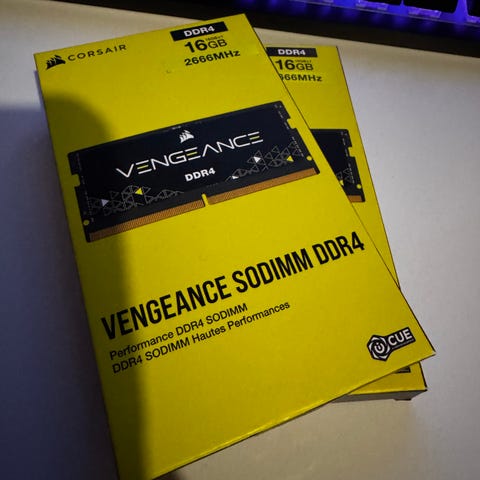 CORSAIR
DDR4
16GB
2666MHz
VENGEANCE
DDR4
VENGEANCE SODIMM DDR4
Performance DDR4 SODIMM
DDR4 SODIMM Hautes Performances
CUE
DDR4
16GB
666MHz